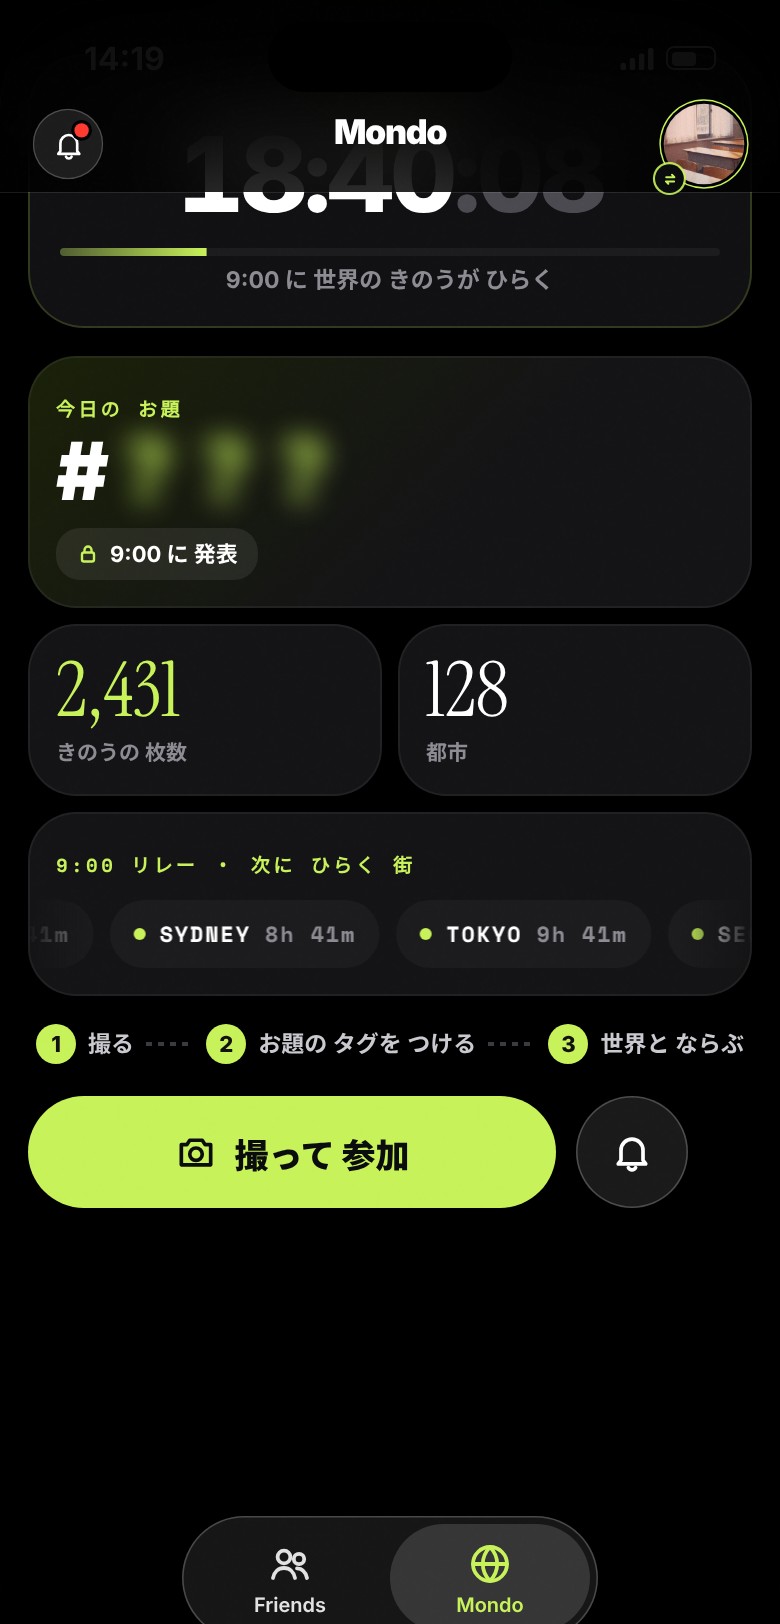 14:19
Mondo
18:40:08
9:00 に 世界の きのうが ひらく
今日の お題
#???
9:00 に 発表
2,431
きのうの 枚数
128
都市
9:00 リレー ・ 次に ひらく 街
41m SYDNEY 8h 41m TOKYO 9h 41m SE
1 撮る 2 お題の タグを つける 3 世界と ならぶ
撮って 参加
Friends Mondo